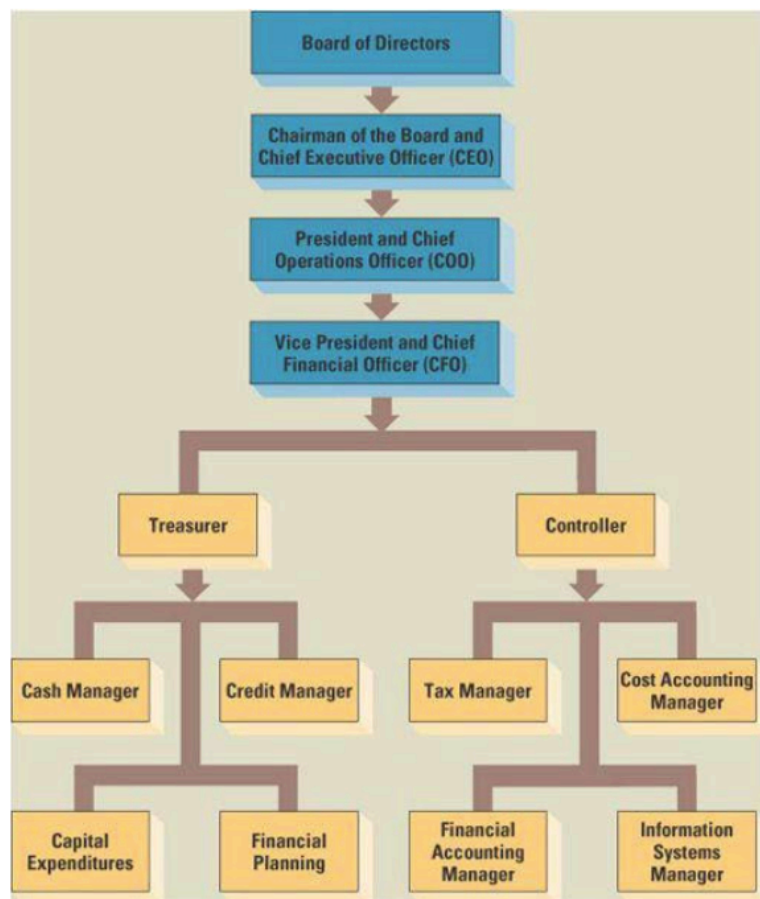 Board of Directors
Chairman of the Board and
Chief Executive Officer (CEO)
President and Chief
Operations Officer (COO)
Vice President and Chief
Financial Officer (CFO)
Treasurer
Controller
Cash Manager
Credit Manager
Tax Manager
Cost Accounting
Manager
Capital
Expenditures
Financial
Planning
Financial
Accounting
Manager
Information
Systems
Manager